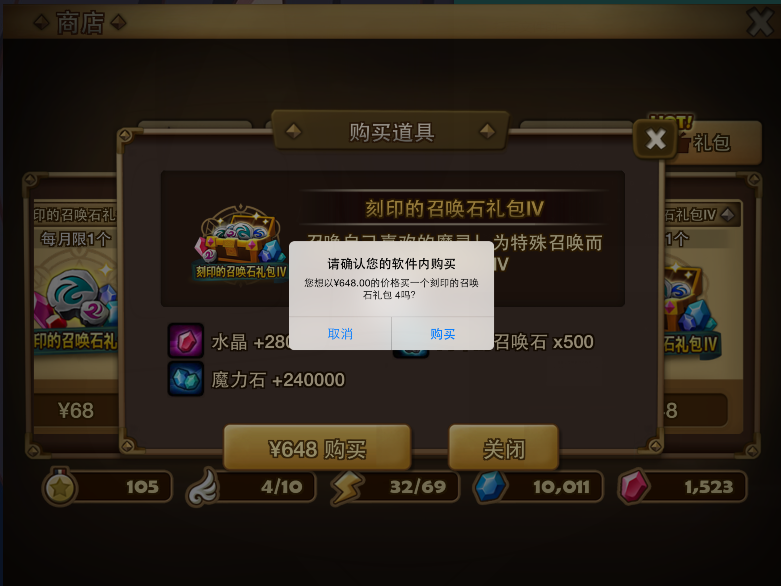 商店
购买道具
HOT!
礼包
刻印的召唤石礼包IV
印的召唤石礼
每月限1个
召唤自己喜欢的魔灵！为特殊召唤而
IV
石礼包IV
1个
刻印的召唤石礼包IV
请确认您的软件内购买
您想以¥648.00的价格买一个刻印的召唤
石礼包 4吗?
取消
购买
印的召唤石礼
石礼包IV
水晶 +280
召唤石 x500
魔力石 +240000
¥68
8
¥648 购买
关闭
105
4/10
32/69
10,011
1,523